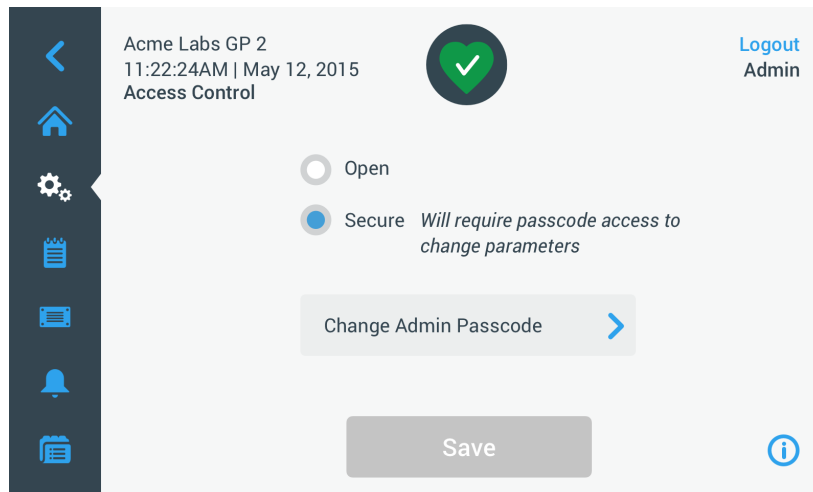 Acme Labs GP 2
11:22:24AM | May 12, 2015
Access Control
Logout
Admin
Open
Secure Will require passcode access to
change parameters
Change Admin Passcode
Save